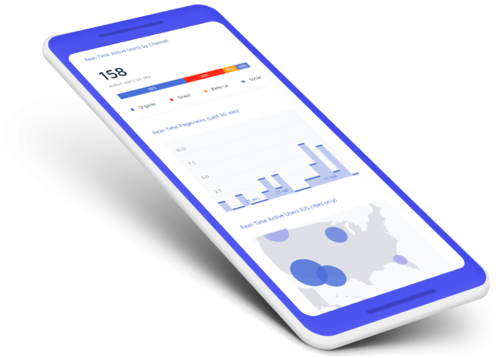 Real-Time Active Users by Channel
158
Active users on site
Organic Direct Referral Social
Real-Time Pageviews (Last 30 min)
10.0
7.5
5.0
2.5
Real-Time Active Users (US cities only)